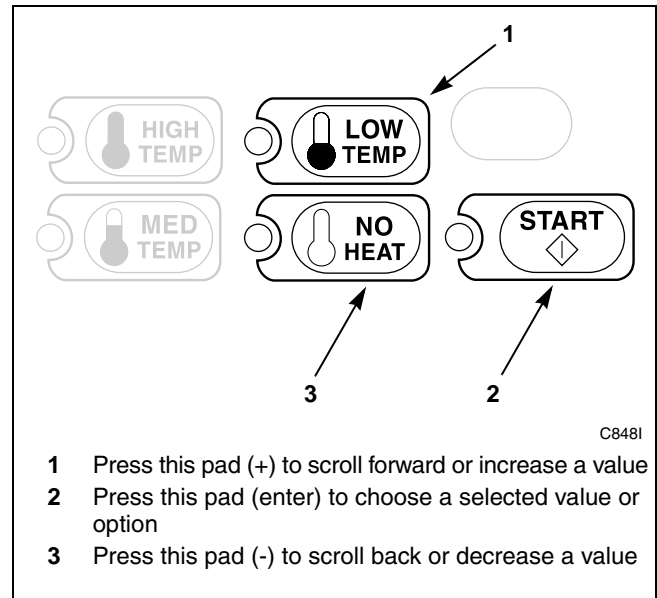 1
HIGH
TEMP
LOW
TEMP
MED
TEMP
NO
HEAT
START
3
2
C848I
1 Press this pad (+) to scroll forward or increase a value
2 Press this pad (enter) to choose a selected value or
option
3 Press this pad (-) to scroll back or decrease a value